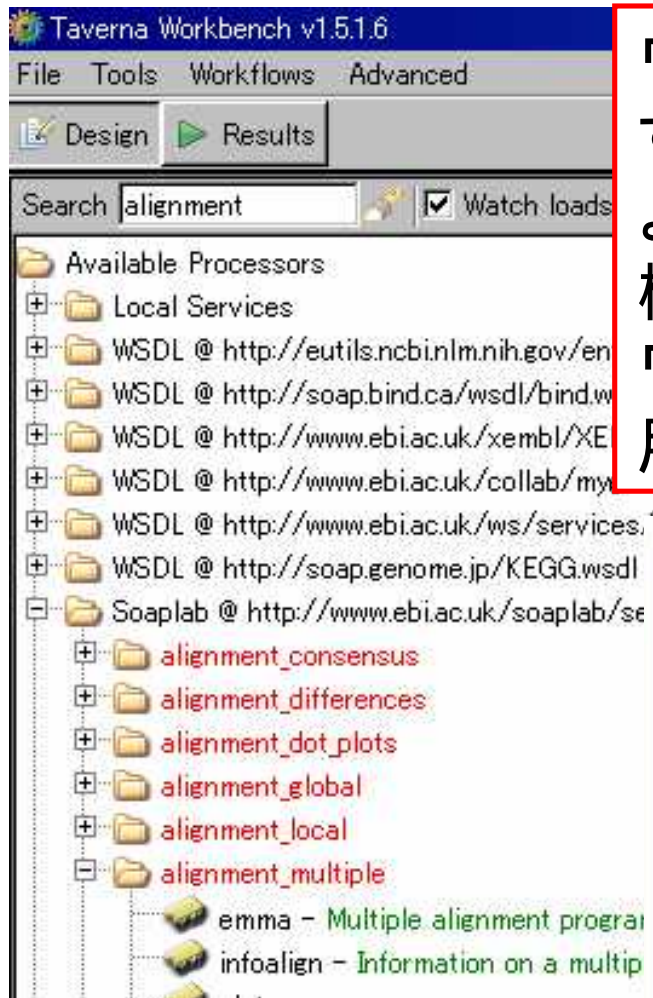 Taverna Workbench v1.5.1.6
File Tools Workflows Advanced
Design Results
Search alignment Watch loads
Available Processors
Local Services
WSDL @ http://eutils.ncbi.nlm.nih.gov/en
WSDL @ http://soap.bind.ca/wsdl/bind.w
WSDL @ http://www.ebi.ac.uk/xembl/XE
WSDL @ http://www.ebi.ac.uk/collab/my
WSDL @ http://www.ebi.ac.uk/ws/services.
WSDL @ http://soap.genome.jp/KEGG.wsdl
Soaplab @ http://www.ebi.ac.uk/soaplab/se
alignment_consensus
alignment_differences
alignment_dot_plots
alignment_global
alignment_local
alignment_multiple
emma - Multiple alignment progra
infoalign - Information on a multip